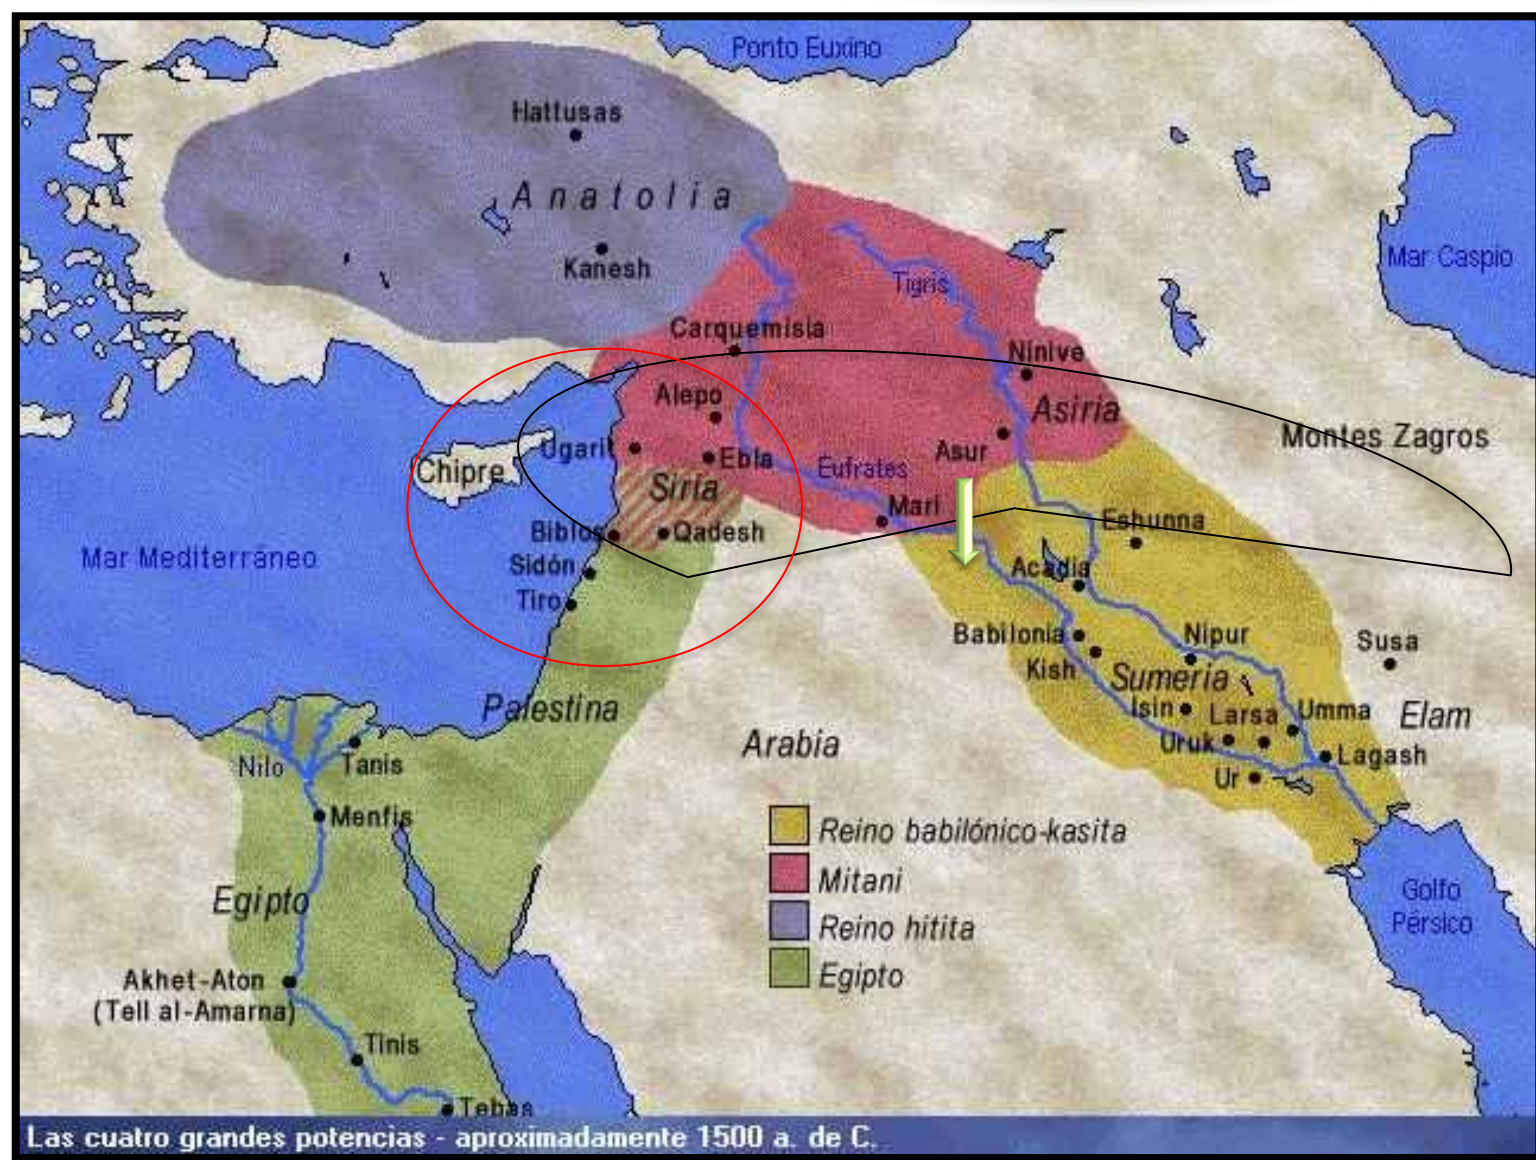 Ponto Euxino
Hattusas
Anatolia
Kanesh
Mar Caspio
Tigris
Carquemisia
Ninive
Alepo
Asiria
Montes Zagros
Ugarit
Asur
Ebla
Chipre
Eufrates
Siria
Mari
Biblos
Qadesh
Eshunna
Mar Mediterráneo
Sidón
Acadia
Tiro
Babilonia
Nipur
Susa
Kish
Sumeria
Palestina
Isin
Larsa
Umma
Elam
Arabia
Uruk
Lagash
Nilo
Tanis
Ur
Menfis
Reino babilónico-kasita
Mitani
Reino hitita
Egipto
Egipto
Golfo
Pérsico
Akhet-Aton
(Tell al-Amarna)
Tinis
Tebas
Las cuatro grandes potencias - aproximadamente 1500 a. de C.